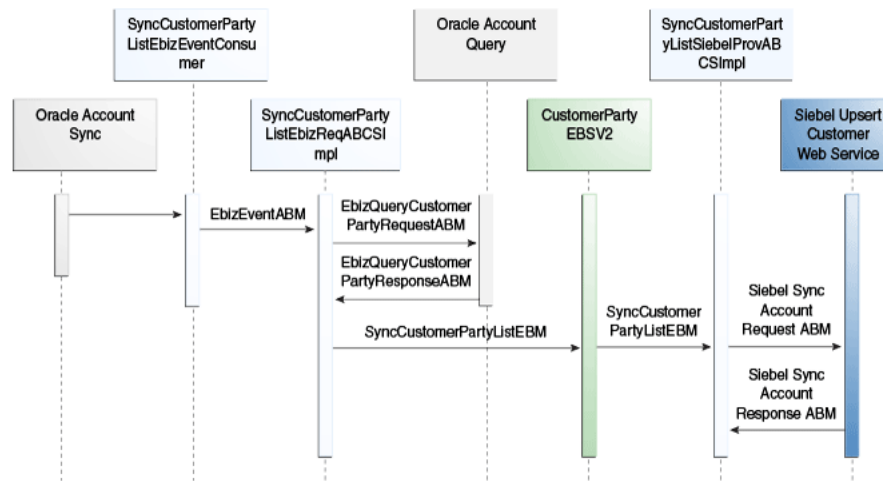 SyncCustomerParty
ListEbizEventConsu
mer
Oracle Account
Query
SyncCustomerPart
yListSiebelProvAB
CSImpl
Oracle Account
Sync
SyncCustomerParty
ListEbizReqABCSI
mpl
CustomerParty
EBSV2
Siebel Upsert
Customer
Web Service
EbizEventABM
EbizQueryCustomer
PartyRequestABM
EbizQueryCustomer
PartyResponseABM
SyncCustomerPartyListEBM
SyncCustomer
PartyListEBM
Siebel Sync
Account
Request ABM
Siebel Sync
Account
Response ABM